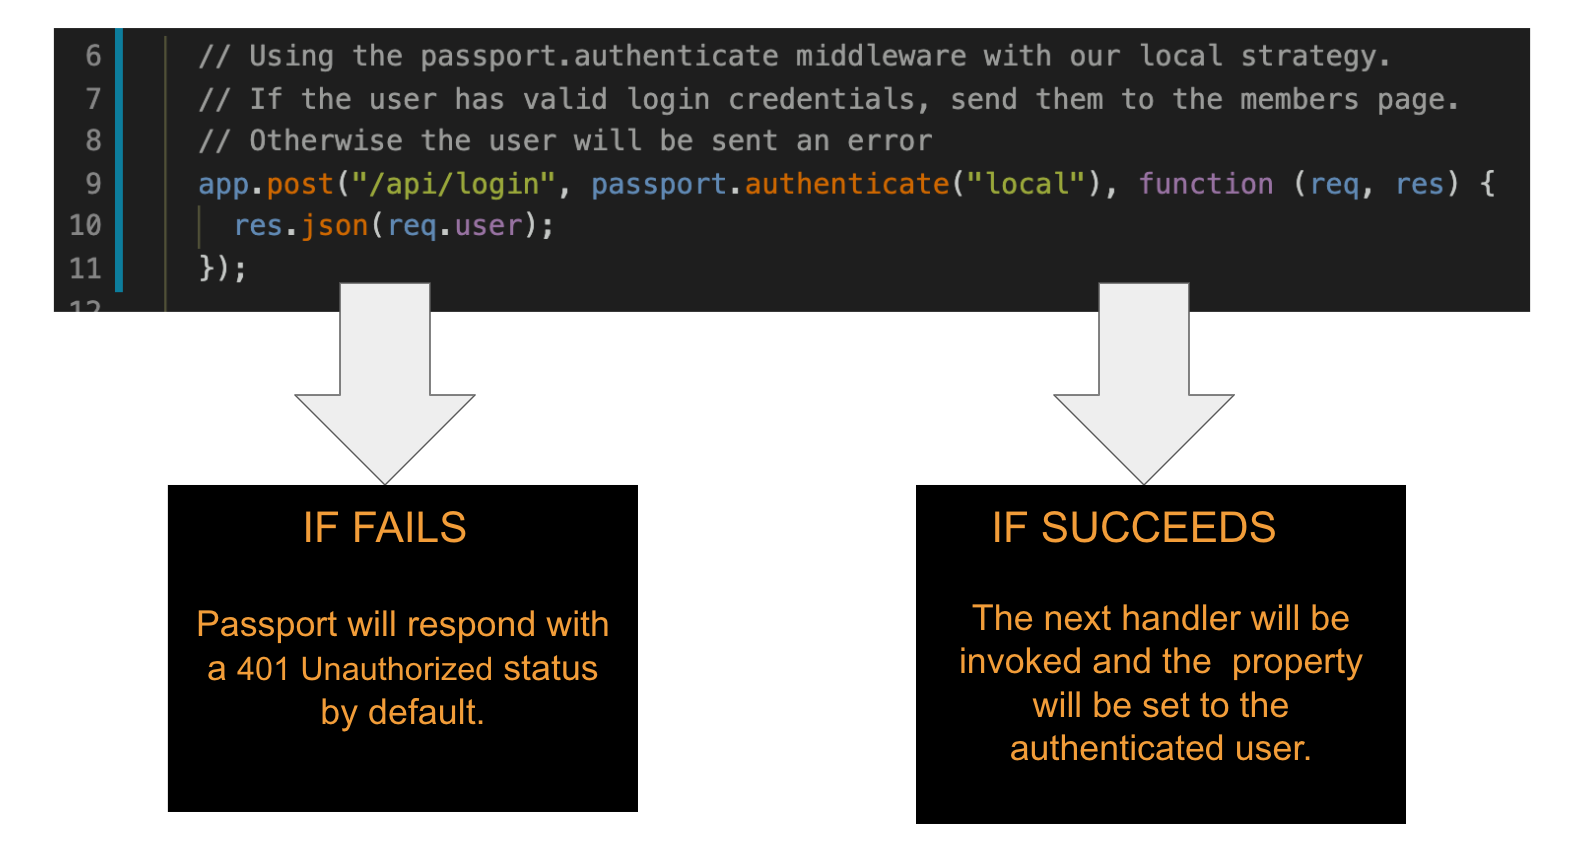 6 // Using the passport.authenticate middleware with our local strategy.
7 // If the user has valid login credentials, send them to the members page.
8 // Otherwise the user will be sent an error
9 app.post("/api/login", passport.authenticate("local"), function (req, res) {
10 res.json(req.user);
11 });
12
IF FAILS
Passport will respond with
a 401 Unauthorized status
by default.
IF SUCCEEDS
The next handler will be
invoked and the  property
will be set to the
authenticated user.